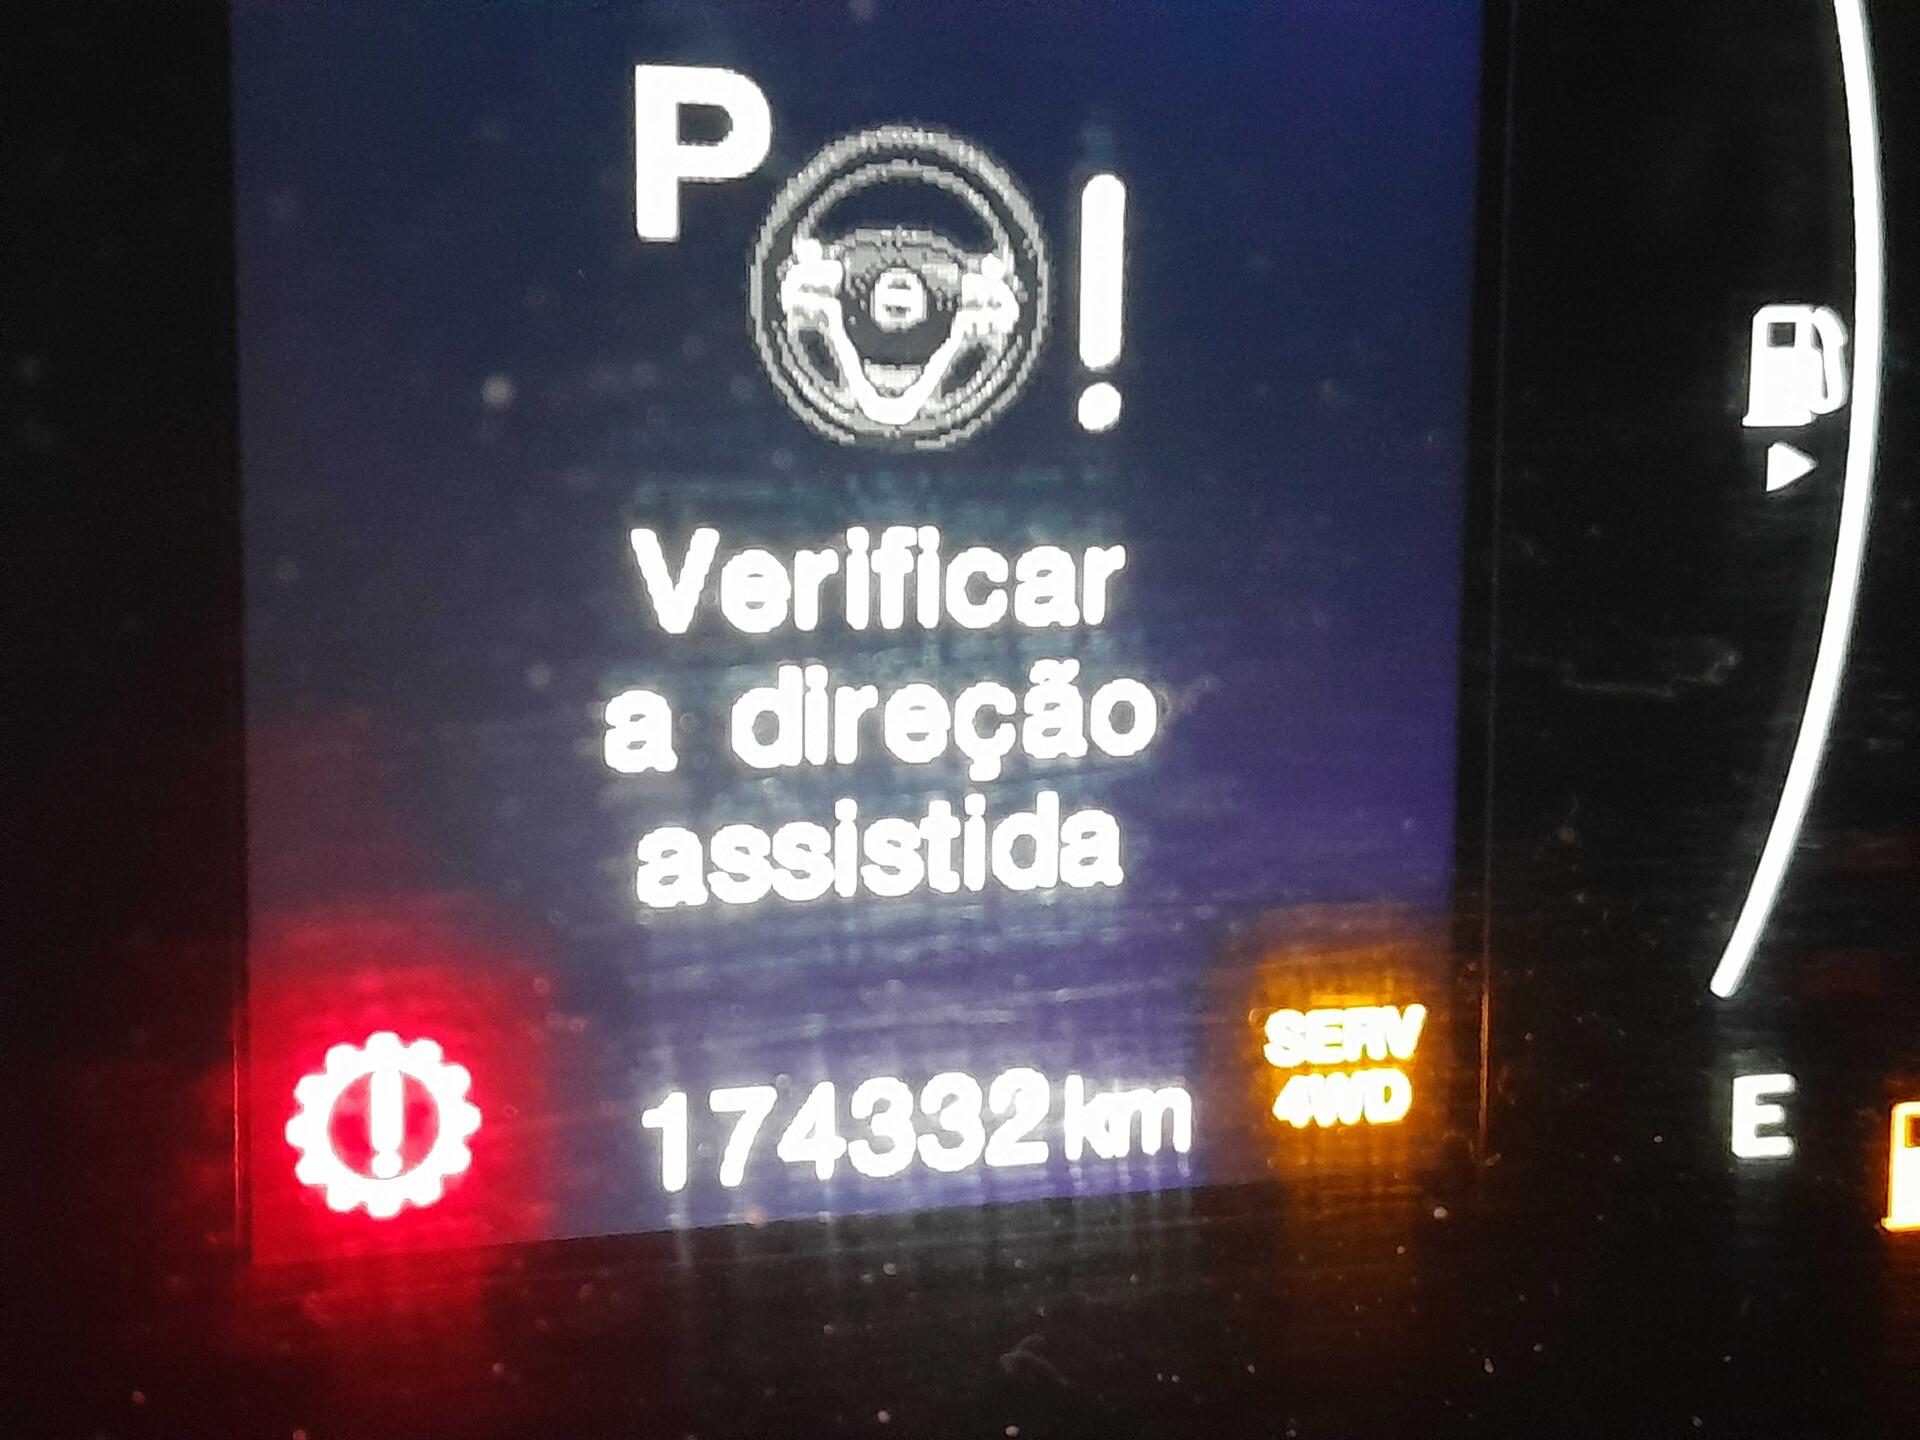 P
!
Verificar
a direção
assistida
!
174332 km
SERV
4WD
E